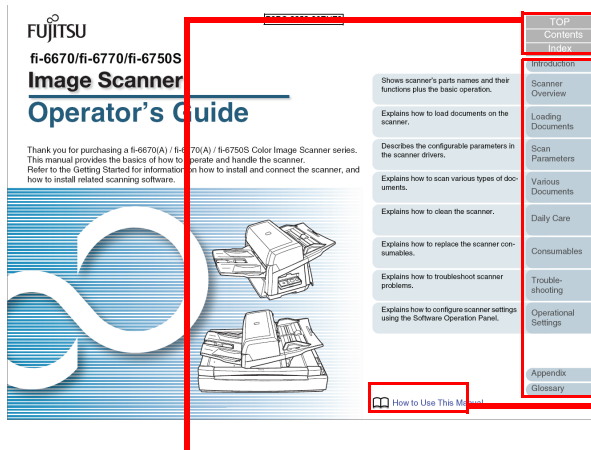 FUJITSU
fi-6670/fi-6770/fi-6750S
Image Scanner
Operator's Guide
Thank you for purchasing a fi-6670(A) / fi-6770(A) / fi-6750S Color Image Scanner series.
This manual provides the basics of how to operate and handle the scanner.
Refer to the Getting Started for information on how to install and connect the scanner, and
how to install related scanning software.
TOP
Contents
Index
Introduction
Shows scanner's parts names and their
functions plus the basic operation.
Scanner
Overview
Explains how to load documents on the
scanner.
Loading
Documents
Describes the configurable parameters in
the scanner drivers.
Scan
Parameters
Explains how to scan various types of doc-
uments.
Various
Documents
Explains how to clean the scanner.
Daily Care
Explains how to replace the scanner con-
sumables.
Consumables
Explains how to troubleshoot scanner
problems.
Trouble-
shooting
Explains how to configure scanner settings
using the Software Operation Panel.
Operational
Settings
Appendix
Glossary
How to Use This Manual